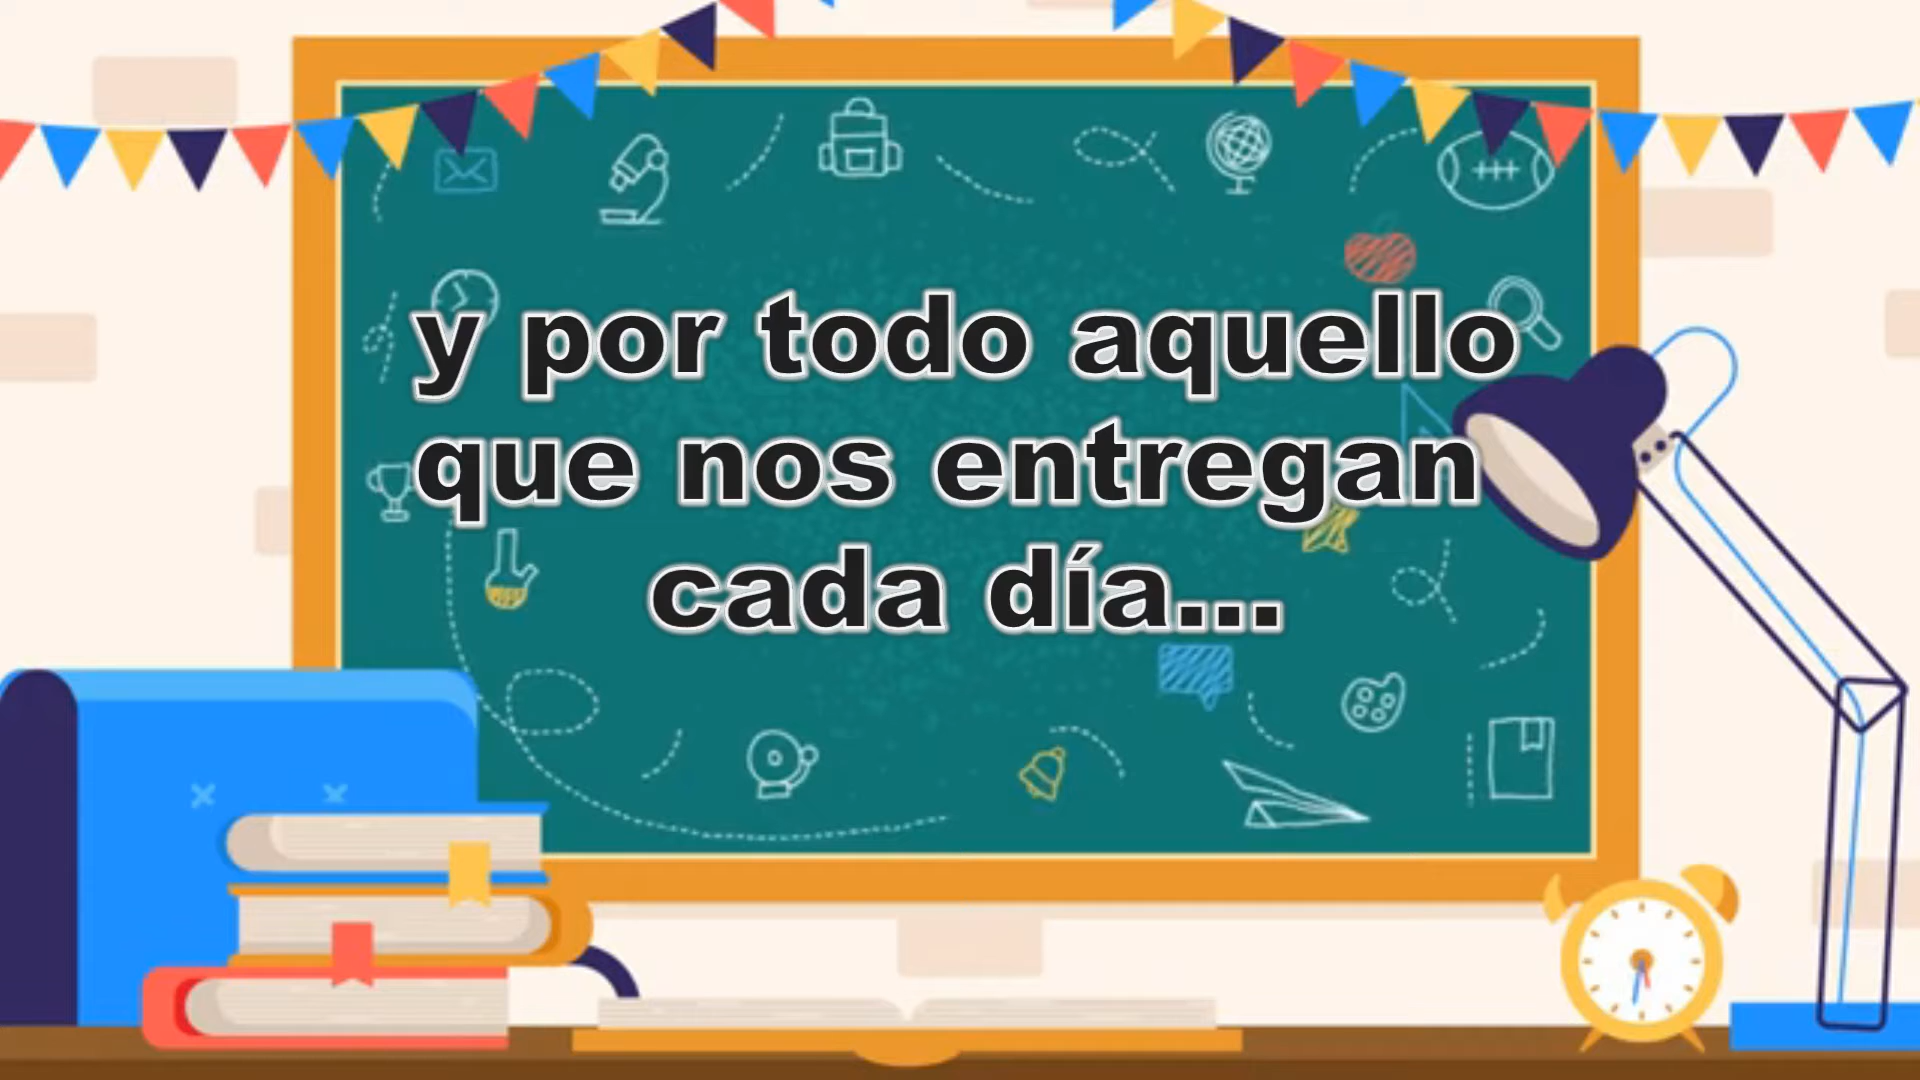 y por todo aquello
que nos entregan
cada día...